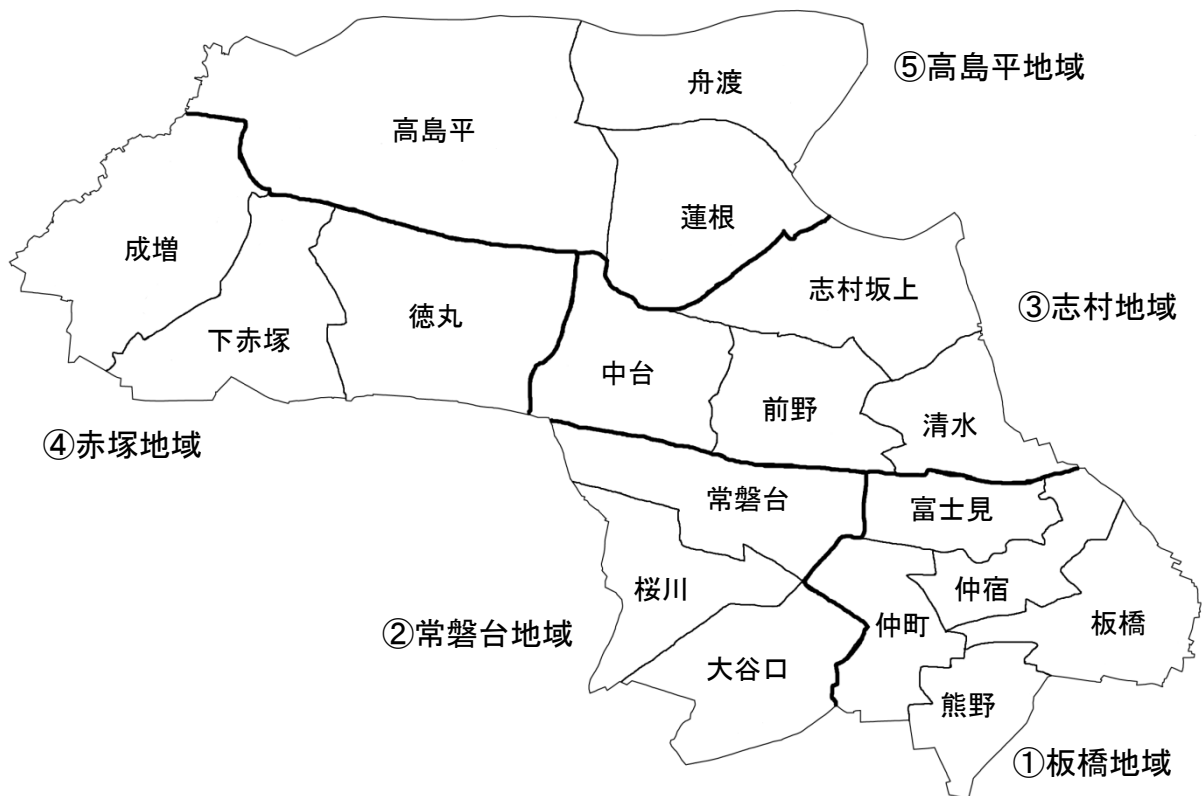 舟渡
⑤高島平地域
高島平
蓮根
成増
志村坂上
③志村地域
徳丸
下赤塚
中台
前野
清水
④赤塚地域
常磐台
富士見
桜川
仲宿
②常磐台地域
仲町
板橋
大谷口
熊野
①板橋地域